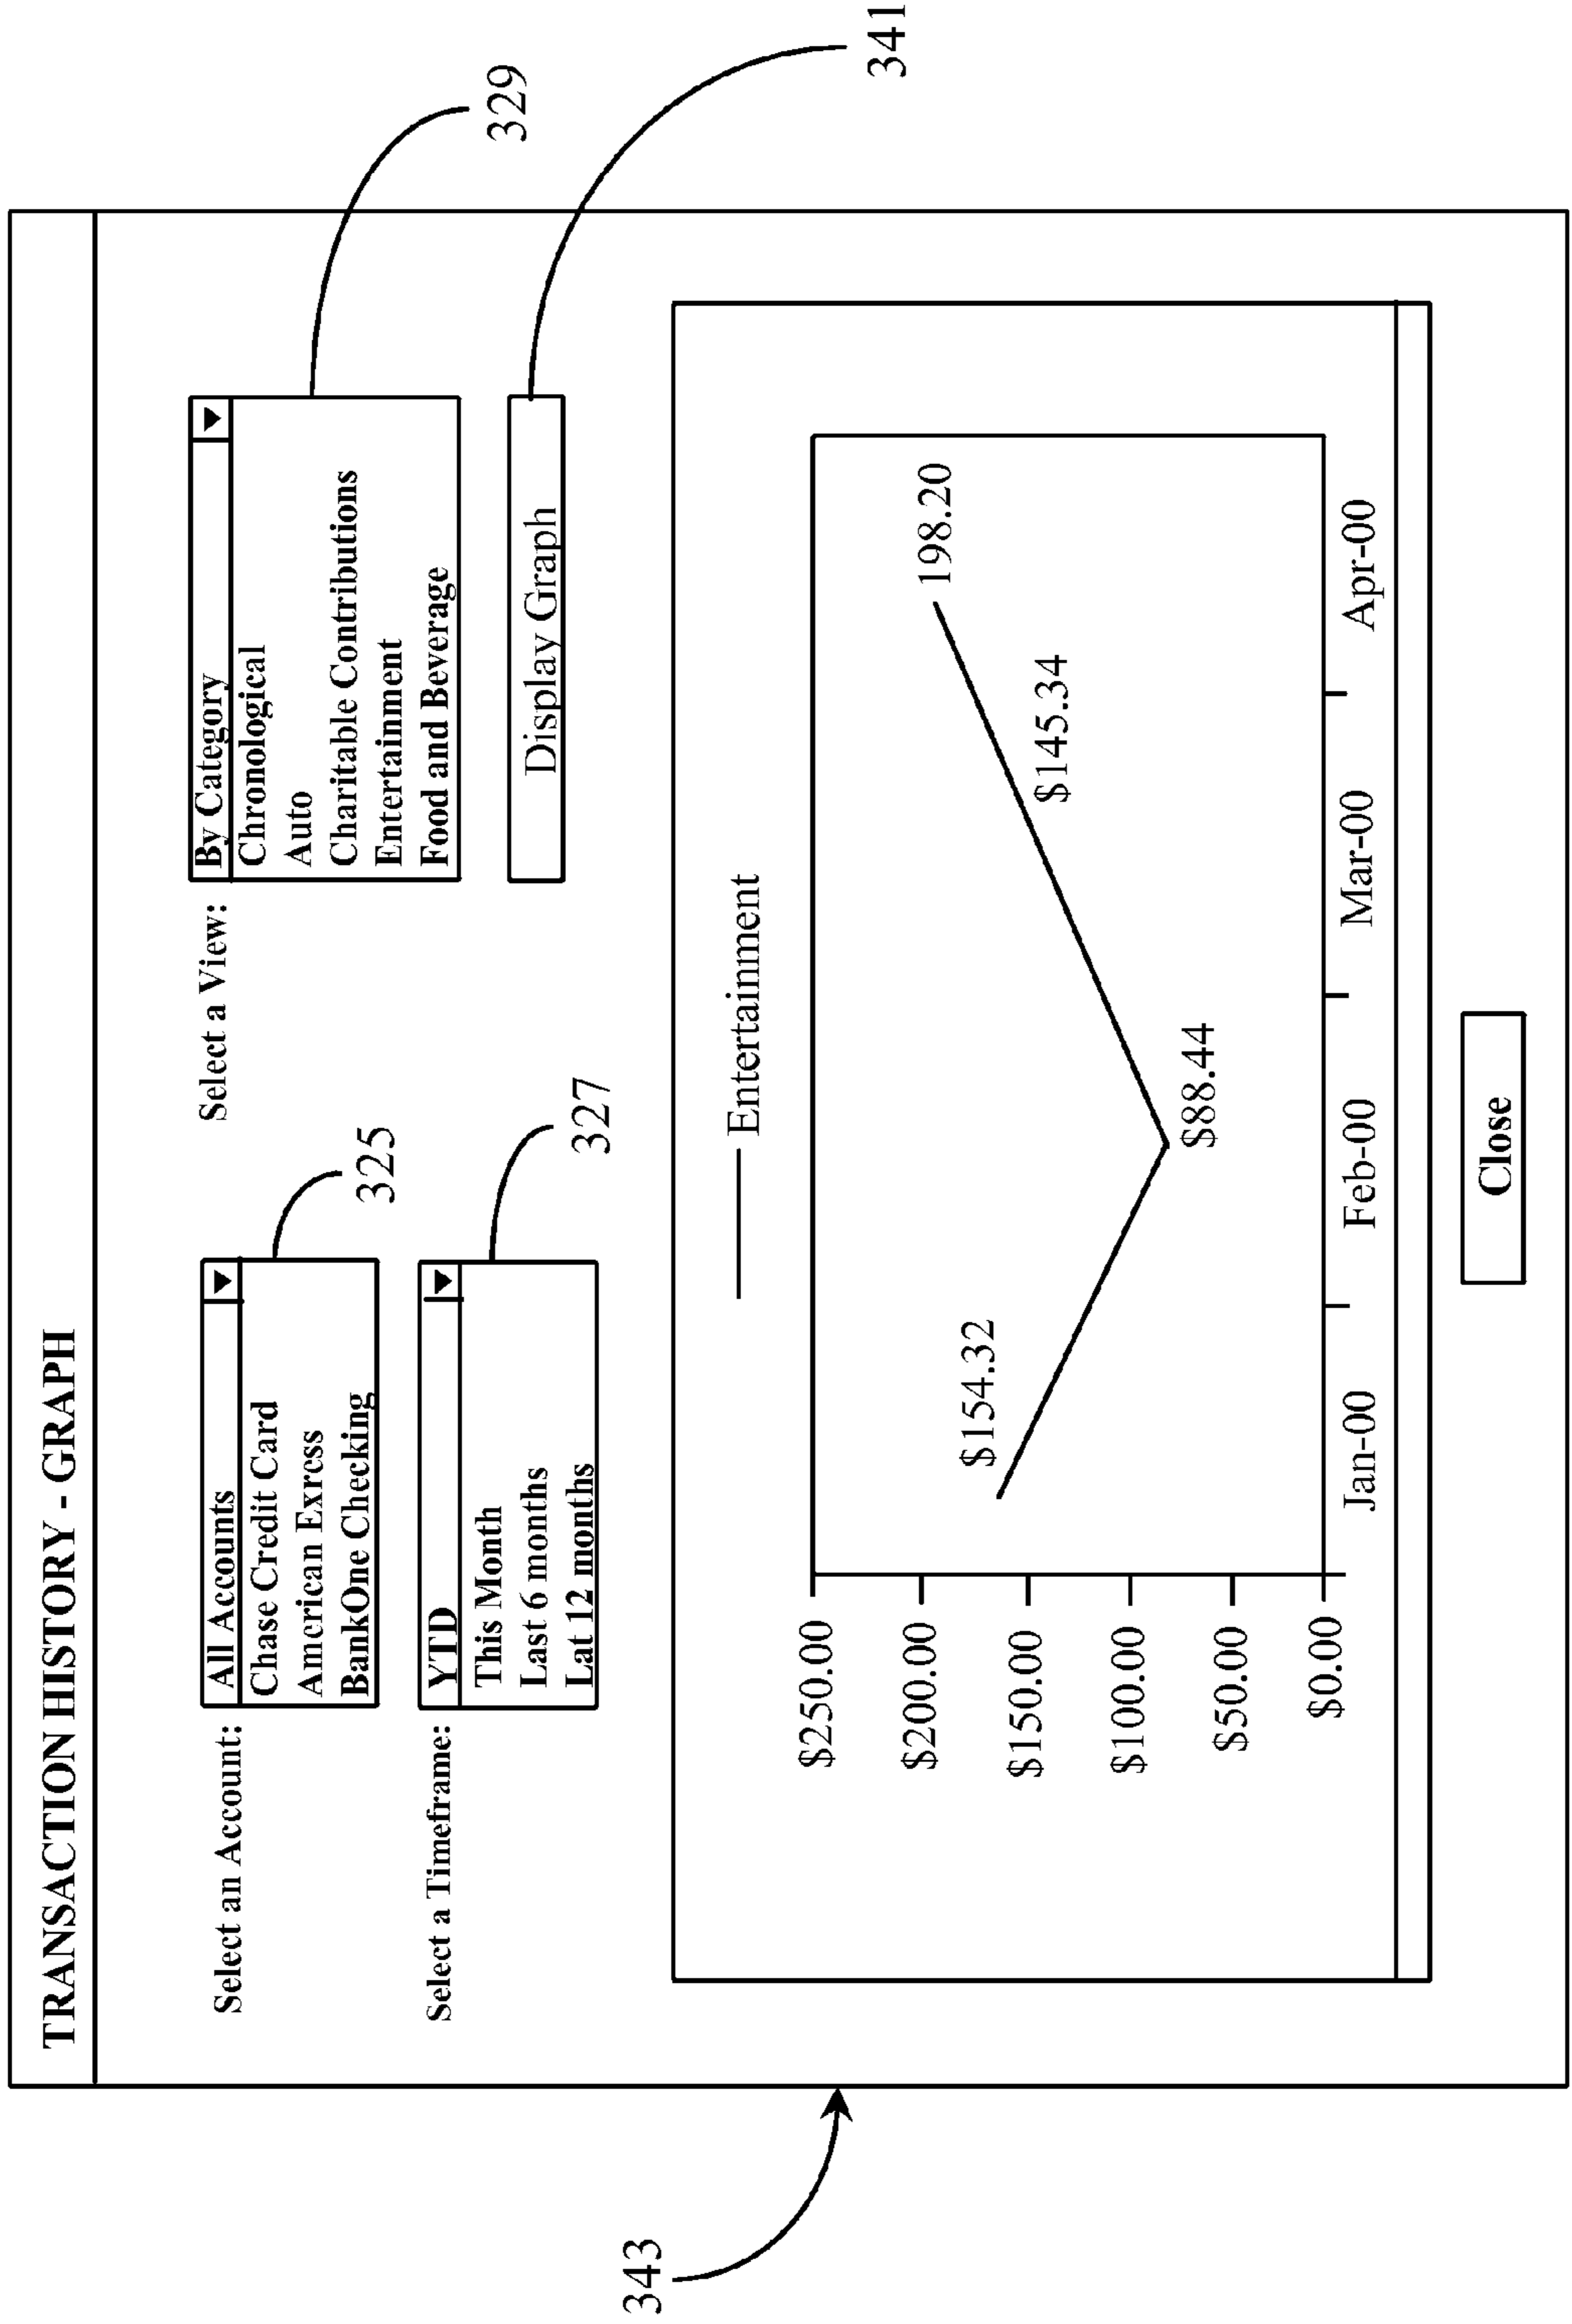 TRANSACTION HISTORY - GRAPH
Select an Account:
All Accounts
Chase Credit Card
American Exress
BankOne Checking
325
Select a Timeframe:
YTD
This Month
Last 6 months
Lat 12 months
327
Select a View:
By Category
Chronological
Auto
Charitable Contributions
Entertainment
Food and Beverage
329
Display Graph
341
Entertainment
$250.00
$200.00
$150.00
$100.00
$50.00
$0.00
$154.32
$88.44
$145.34
198.20
Jan-00
Feb-00
Mar-00
Apr-00
Close
343